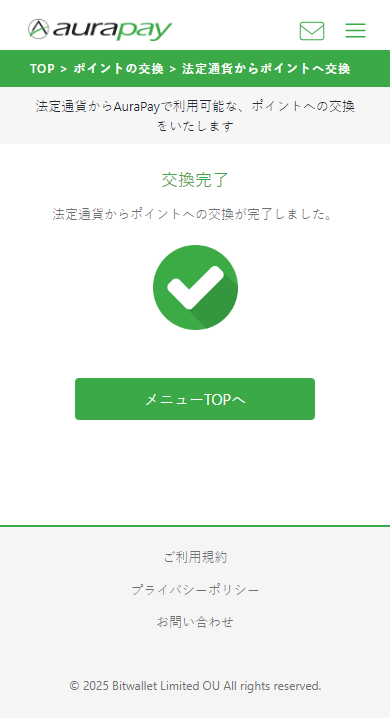 aurapay
TOP > ポイントの交換 > 法定通貨からポイントへ交換
法定通貨からAuraPayで利用可能な、ポイントへの交換
をいたします
交換完了
法定通貨からポイントへの交換が完了しました。
メニューTOPへ
ご利用規約
プライバシーポリシー
お問い合わせ
© 2025 Bitwallet Limited OU All rights reserved.